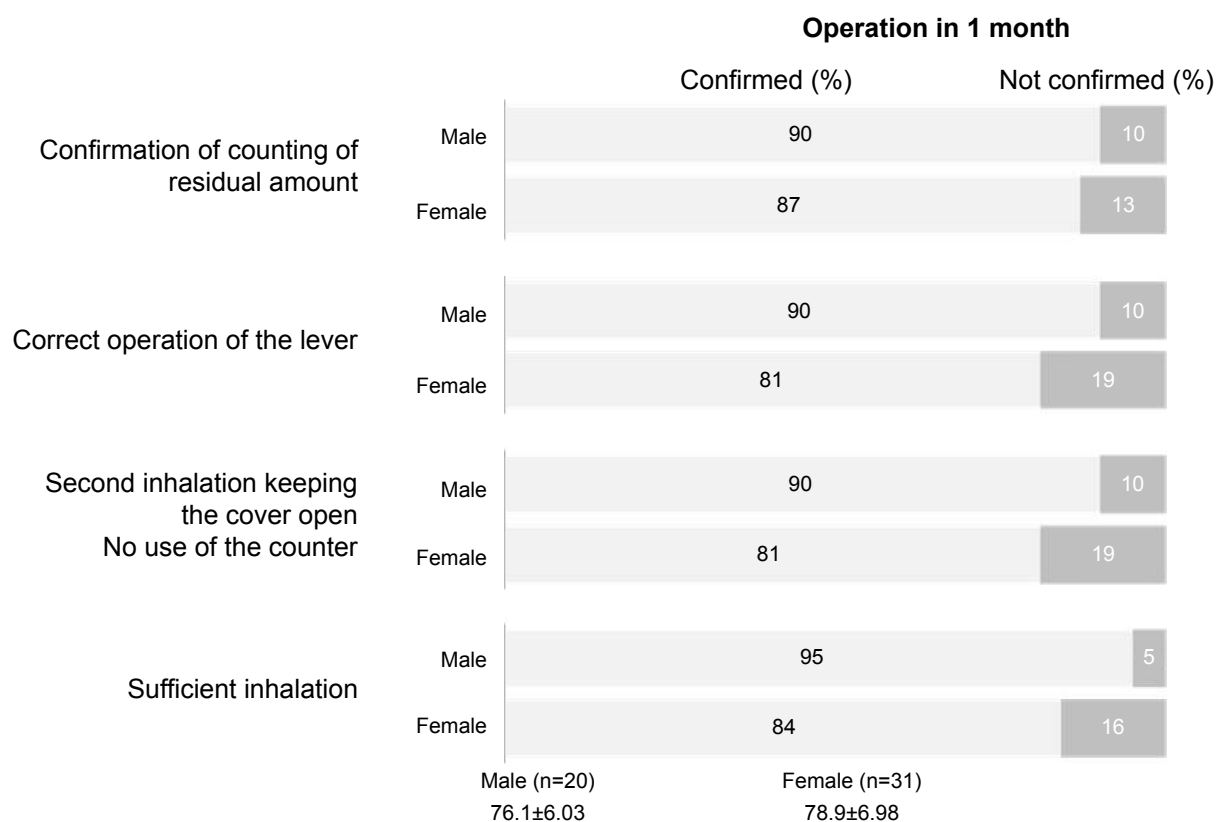 Operation in 1 month
Confirmed (%) Not confirmed (%)
Confirmation of counting of
residual amount
Male 90 10
Female 87 13
Correct operation of the lever
Male 90 10
Female 81 19
Second inhalation keeping
the cover open
No use of the counter
Male 90 10
Female 81 19
Sufficient inhalation
Male 95 5
Female 84 16
Male (n=20) Female (n=31)
76.1±6.03 78.9±6.98